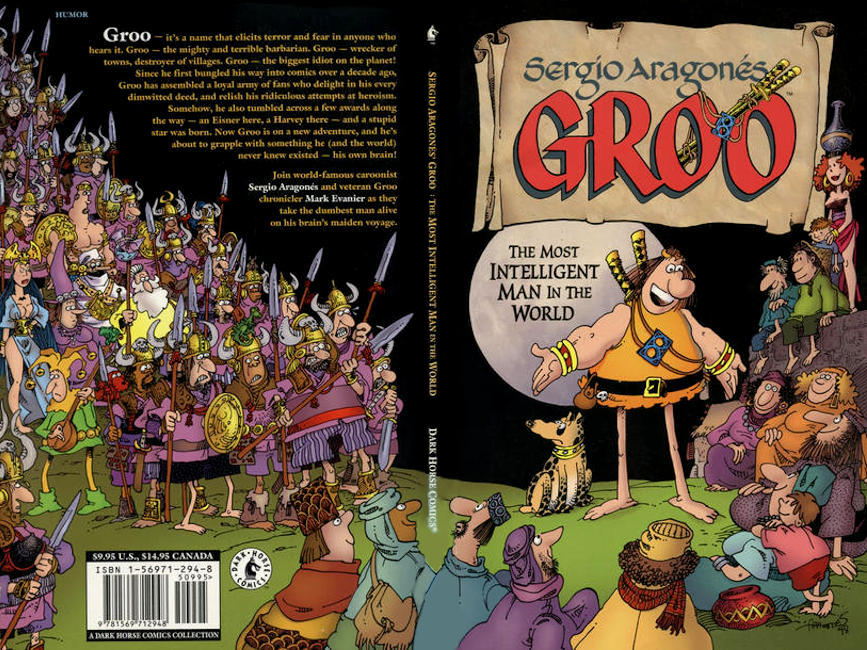 HUMOR
Groo — it's a name that elicits terror and fear in anyone who
hears it. Groo — the mighty and terrible barbarian. Groo — wrecker of
towns, destroyer of villages. Groo — the biggest idiot on the planet!
Since he first bungled his way into comics over a decade ago,
Groo has assembled a loyal army of fans who delight in his every
dimwitted deed, and relish his ridiculous attempts at heroism.
Somehow, he also tumbled across a few awards along
the way — an Eisner here, a Harvey there — and a stupid
star was born. Now Groo is on a new adventure, and he's
about to grapple with something he (and the world)
never knew existed — his own brain!
Join world-famous caroonist
Sergio Aragonés and veteran Groo
chronicler Mark Evanier as they
take the dumbest man alive
on his brain's maiden voyage.
$9.95 U.S., $14.95 CANADA
ISBN 1-56971-294-8
50995>
9 781569 712948
A DARK HORSE COMICS COLLECTION
DARK HORSE COMICS
SERGIO ARAGONÉS' GROO · THE MOST INTELLIGENT MAN IN THE WORLD
DARK HORSE COMICS®
Sergio Aragonés
GROO™
THE MOST
INTELLIGENT
MAN IN THE
WORLD